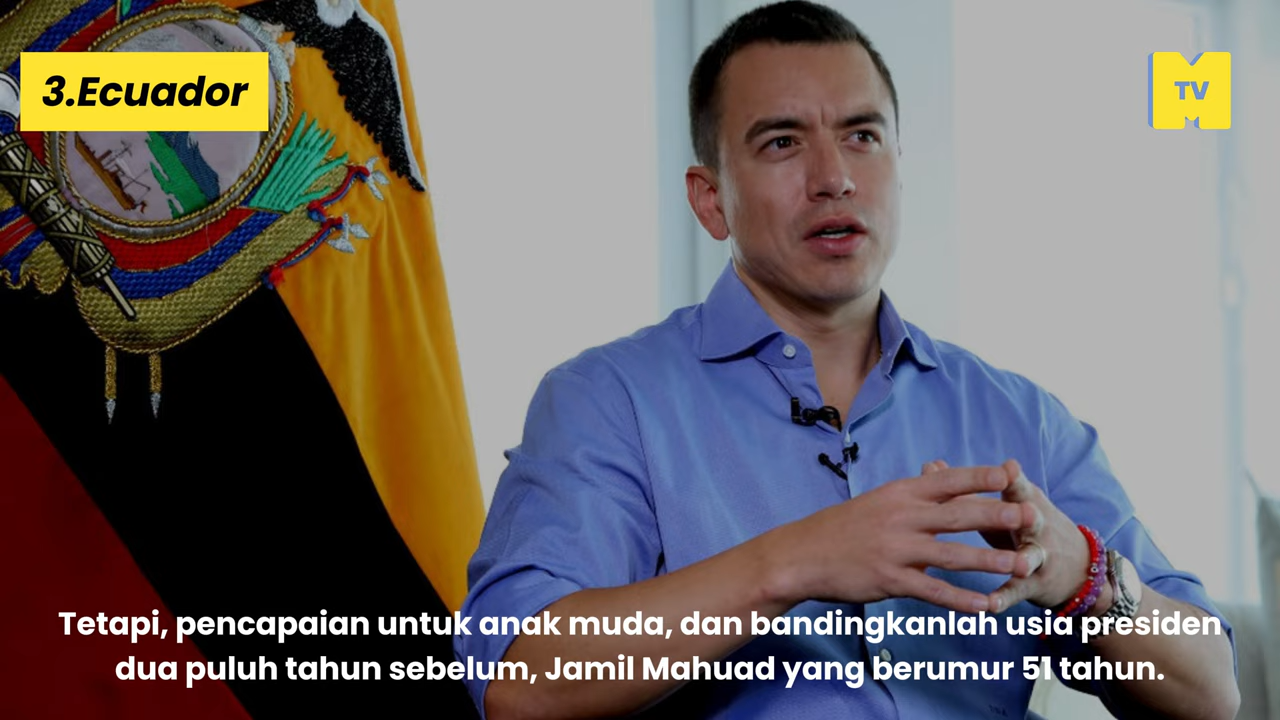 3.Ecuador
TV
Tetapi, pencapaian untuk anak muda, dan bandingkanlah usia presiden
dua puluh tahun sebelum, Jamil Mahuad yang berumur 51 tahun.